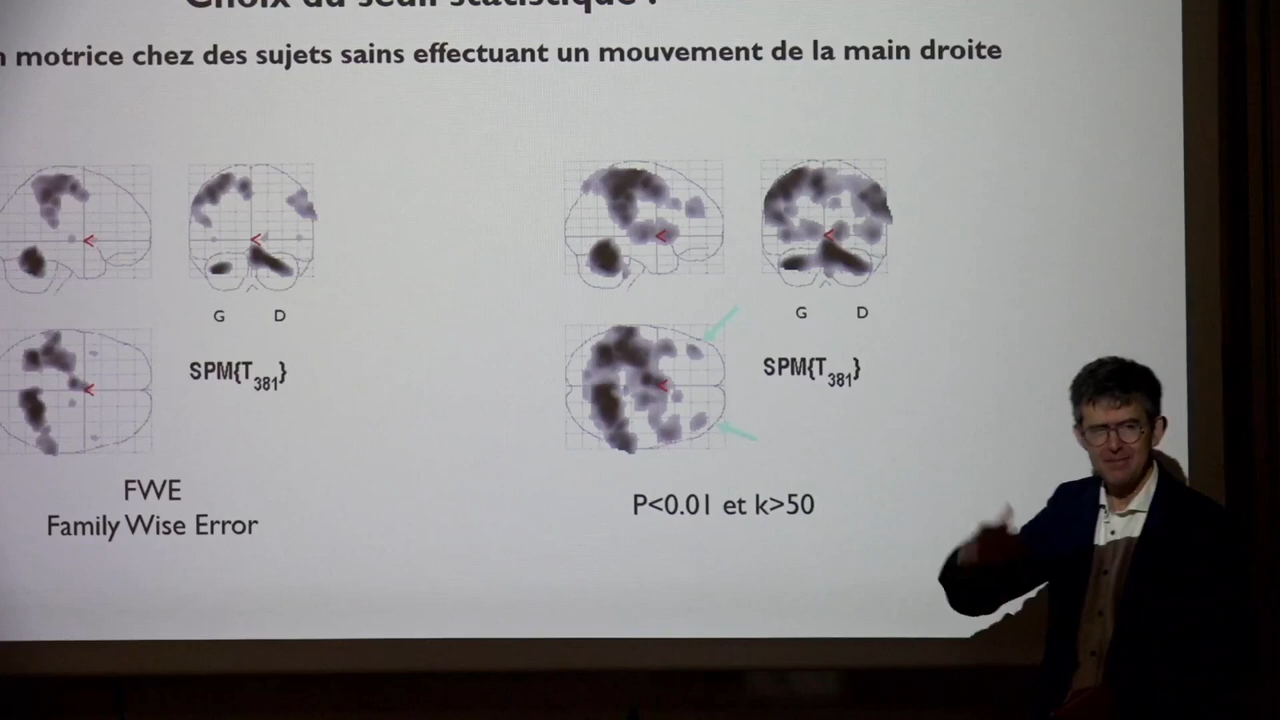 Choix du seuil statistique ?
motrice chez des sujets sains effectuant un mouvement de la main droite
G D
SPM{T381}
FWE
Family Wise Error
G D
SPM{T381}
P<0.01 et k>50